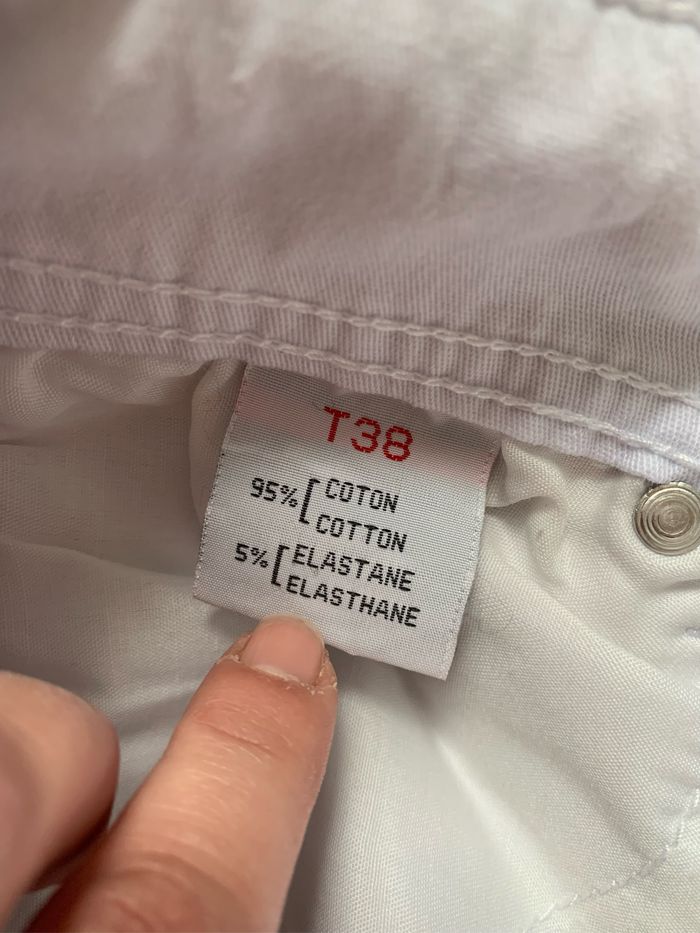 T38
95% [ COTON
COTTON
5% [ ELASTANE
ELASTHANE